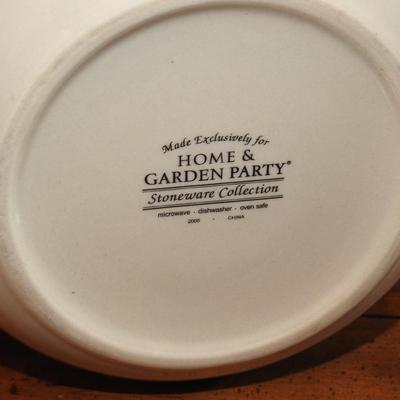 Made Exclusively for
HOME &
GARDEN PARTY®
Stoneware Collection
microwave · dishwasher · oven safe
2005 · CHINA